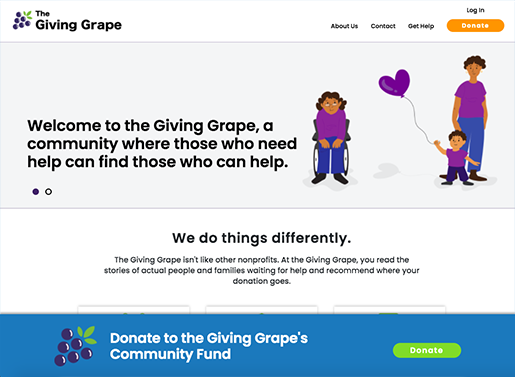 The
Giving Grape
Log In
About Us
Contact
Get Help
Donate
Welcome to the Giving Grape, a
community where those who need
help can find those who can help.
We do things differently.
The Giving Grape isn't like other nonprofits. At the Giving Grape, you read the
stories of actual people and families waiting for help and recommend where your
donation goes.
Donate to the Giving Grape's
Community Fund
Donate